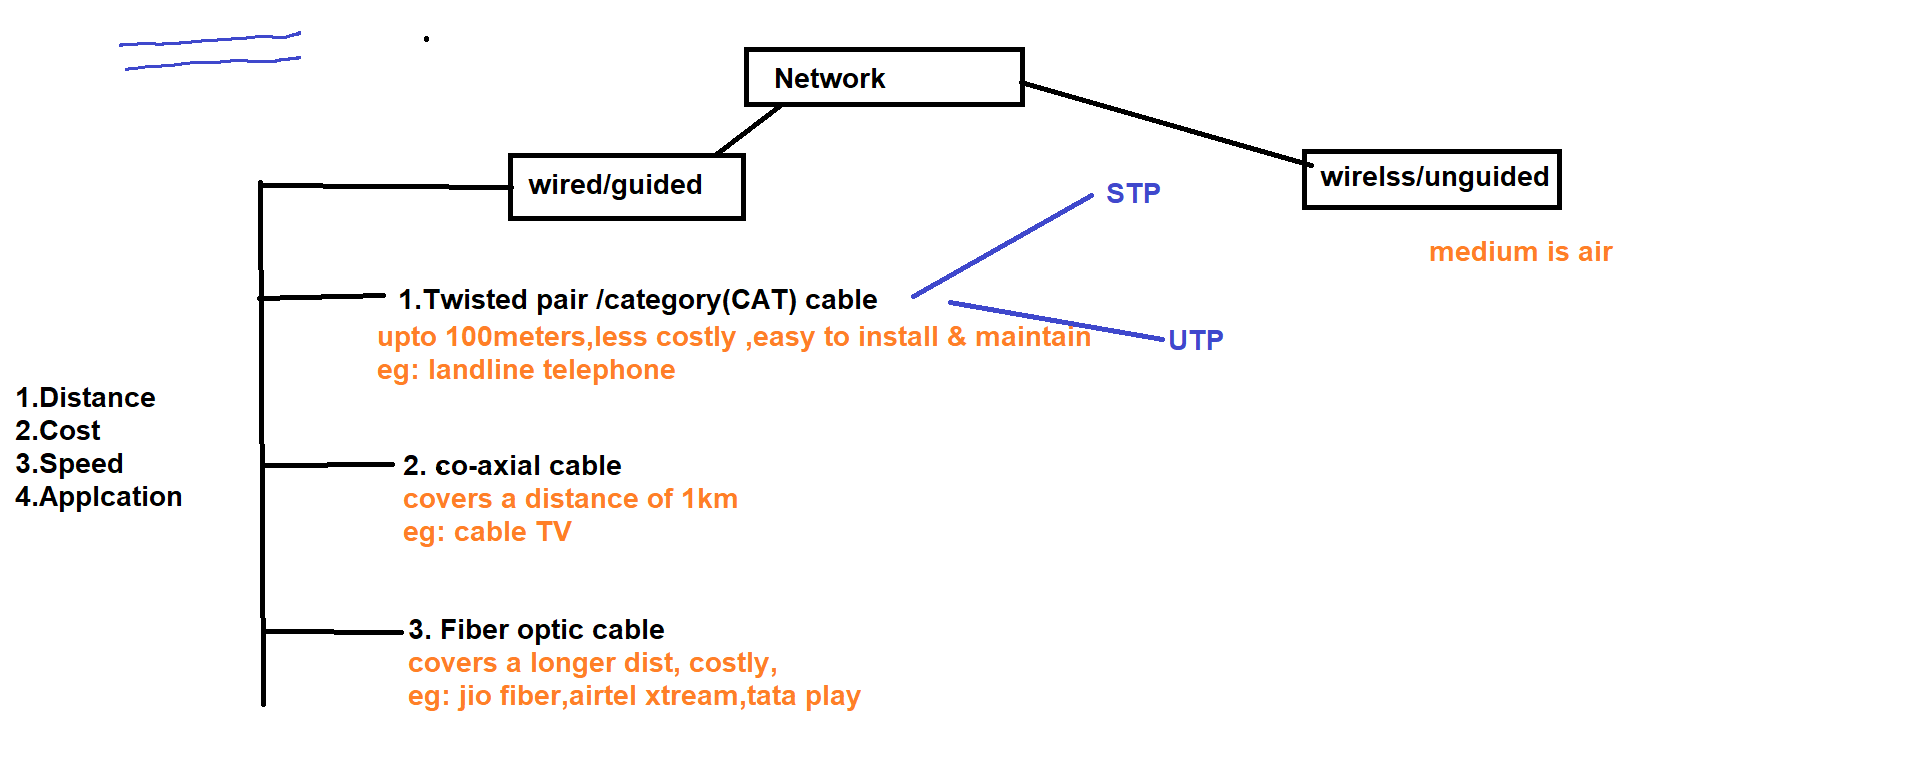 Network
wired/guided
wirelss/unguided
STP
medium is air
1.Twisted pair /category(CAT) cable
upto 100meters,less costly ,easy to install & maintain
UTP
eg: landline telephone
1.Distance
2.Cost
3.Speed
4.Applcation
2. co-axial cable
covers a distance of 1km
eg: cable TV
3. Fiber optic cable
covers a longer dist, costly,
eg: jio fiber,airtel xtream,tata play